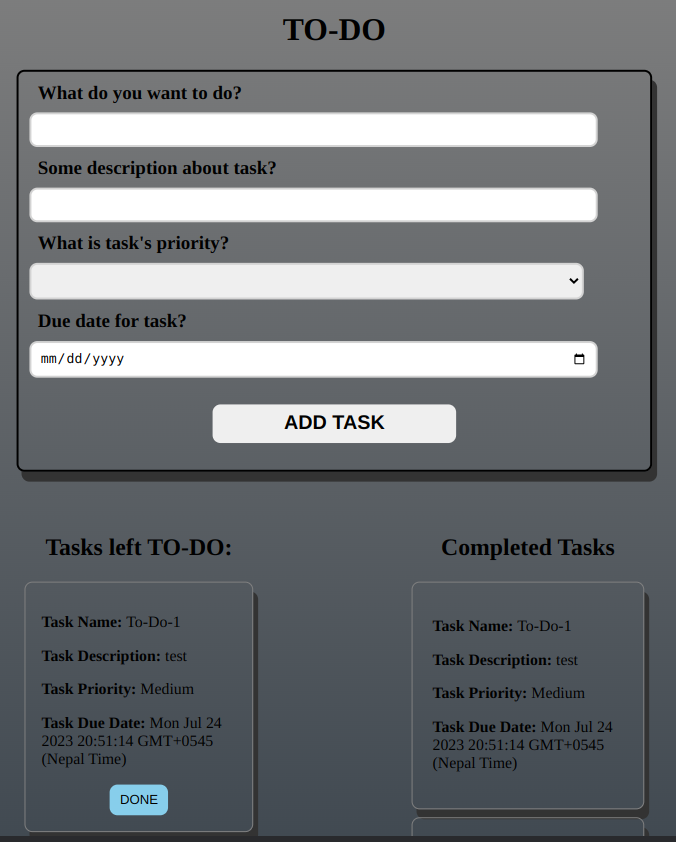 TO-DO
What do you want to do?
Some description about task?
What is task's priority?
Due date for task?
mm/dd/yyyy
ADD TASK
Tasks left TO-DO:
Task Name: To-Do-1
Task Description: test
Task Priority: Medium
Task Due Date: Mon Jul 24
2023 20:51:14 GMT+0545
(Nepal Time)
DONE
Completed Tasks
Task Name: To-Do-1
Task Description: test
Task Priority: Medium
Task Due Date: Mon Jul 24
2023 20:51:14 GMT+0545
(Nepal Time)